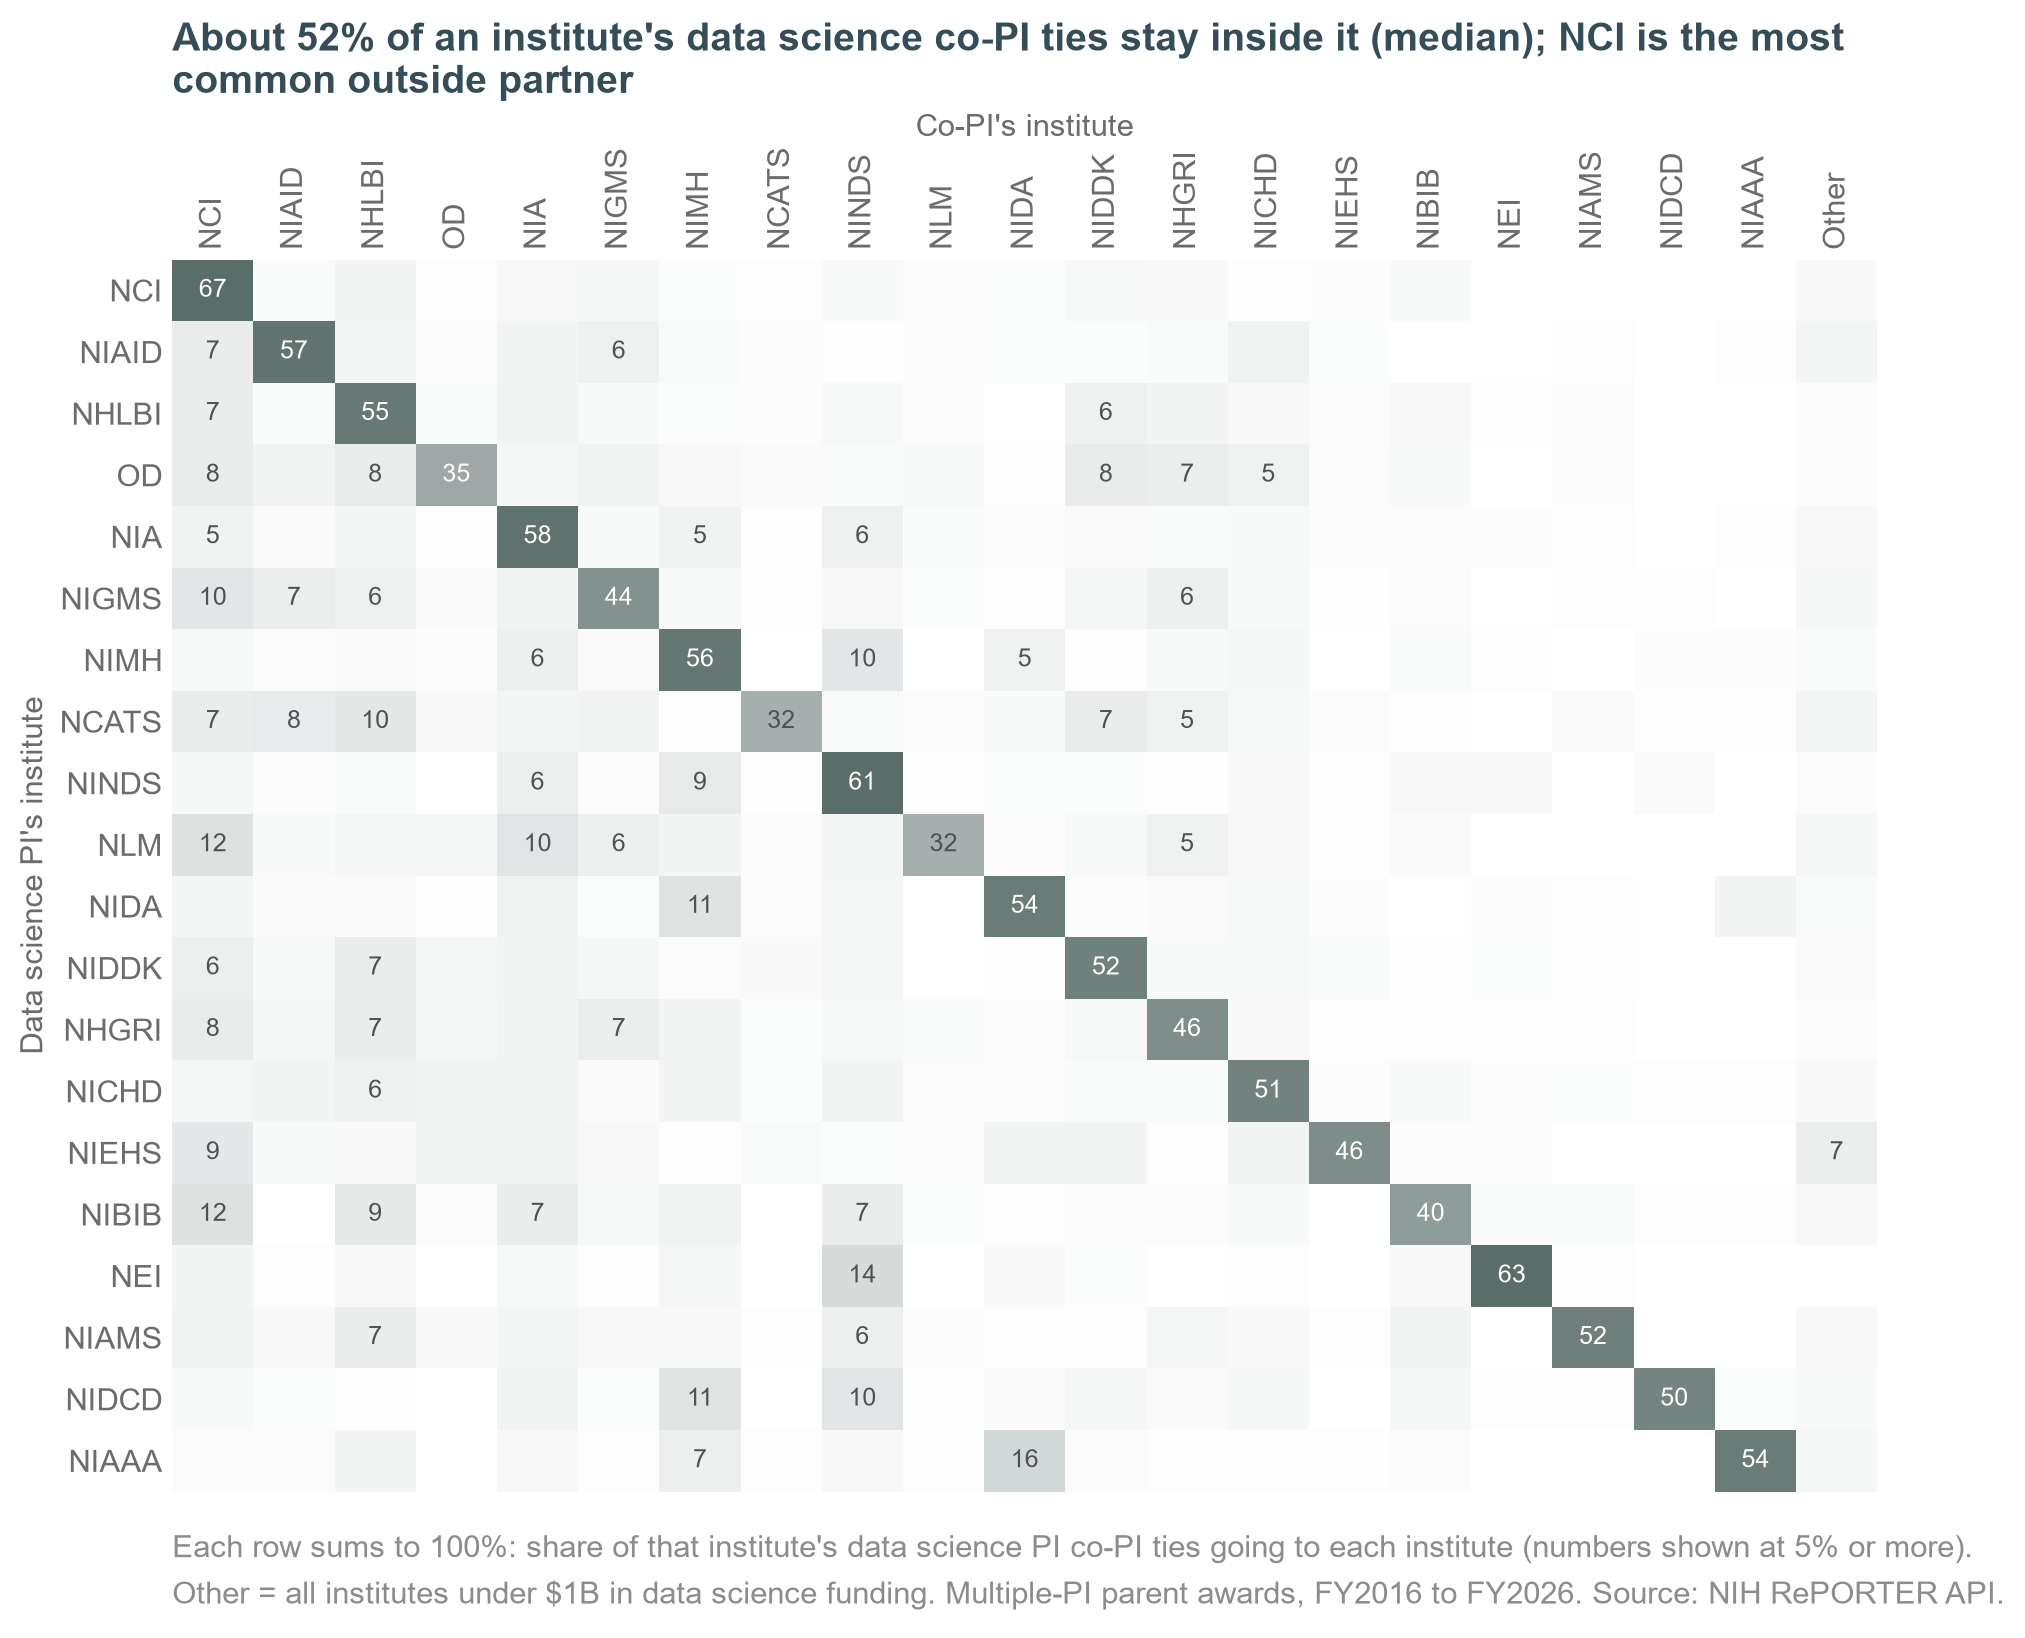 About 52% of an institute's data science co-PI ties stay inside it (median); NCI is the most
common outside partner
Co-PI's institute
NCI NIAID NHLBI OD NIA NIGMS NIMH NCATS NINDS NLM NIDA NIDDK NHGRI NICHD NIEHS NIBIB NEI NIAMS NIDCD NIAAA Other
Data science PI's institute
NCI 67
NIAID 7 57 6
NHLBI 7 55 6
OD 8 8 35 8 7 5
NIA 5 58 5 6
NIGMS 10 7 6 44 6
NIMH 6 56 10 5
NCATS 7 8 10 32 7 5
NINDS 6 9 61
NLM 12 10 6 32 5
NIDA 11 54
NIDDK 6 7 52
NHGRI 8 7 7 46
NICHD 6 51
NIEHS 9 46 7
NIBIB 12 9 7 7 40
NEI 14 63
NIAMS 7 6 52
NIDCD 11 10 50
NIAAA 7 16 54
Each row sums to 100%: share of that institute's data science PI co-PI ties going to each institute (numbers shown at 5% or more).
Other = all institutes under $1B in data science funding. Multiple-PI parent awards, FY2016 to FY2026. Source: NIH RePORTER API.